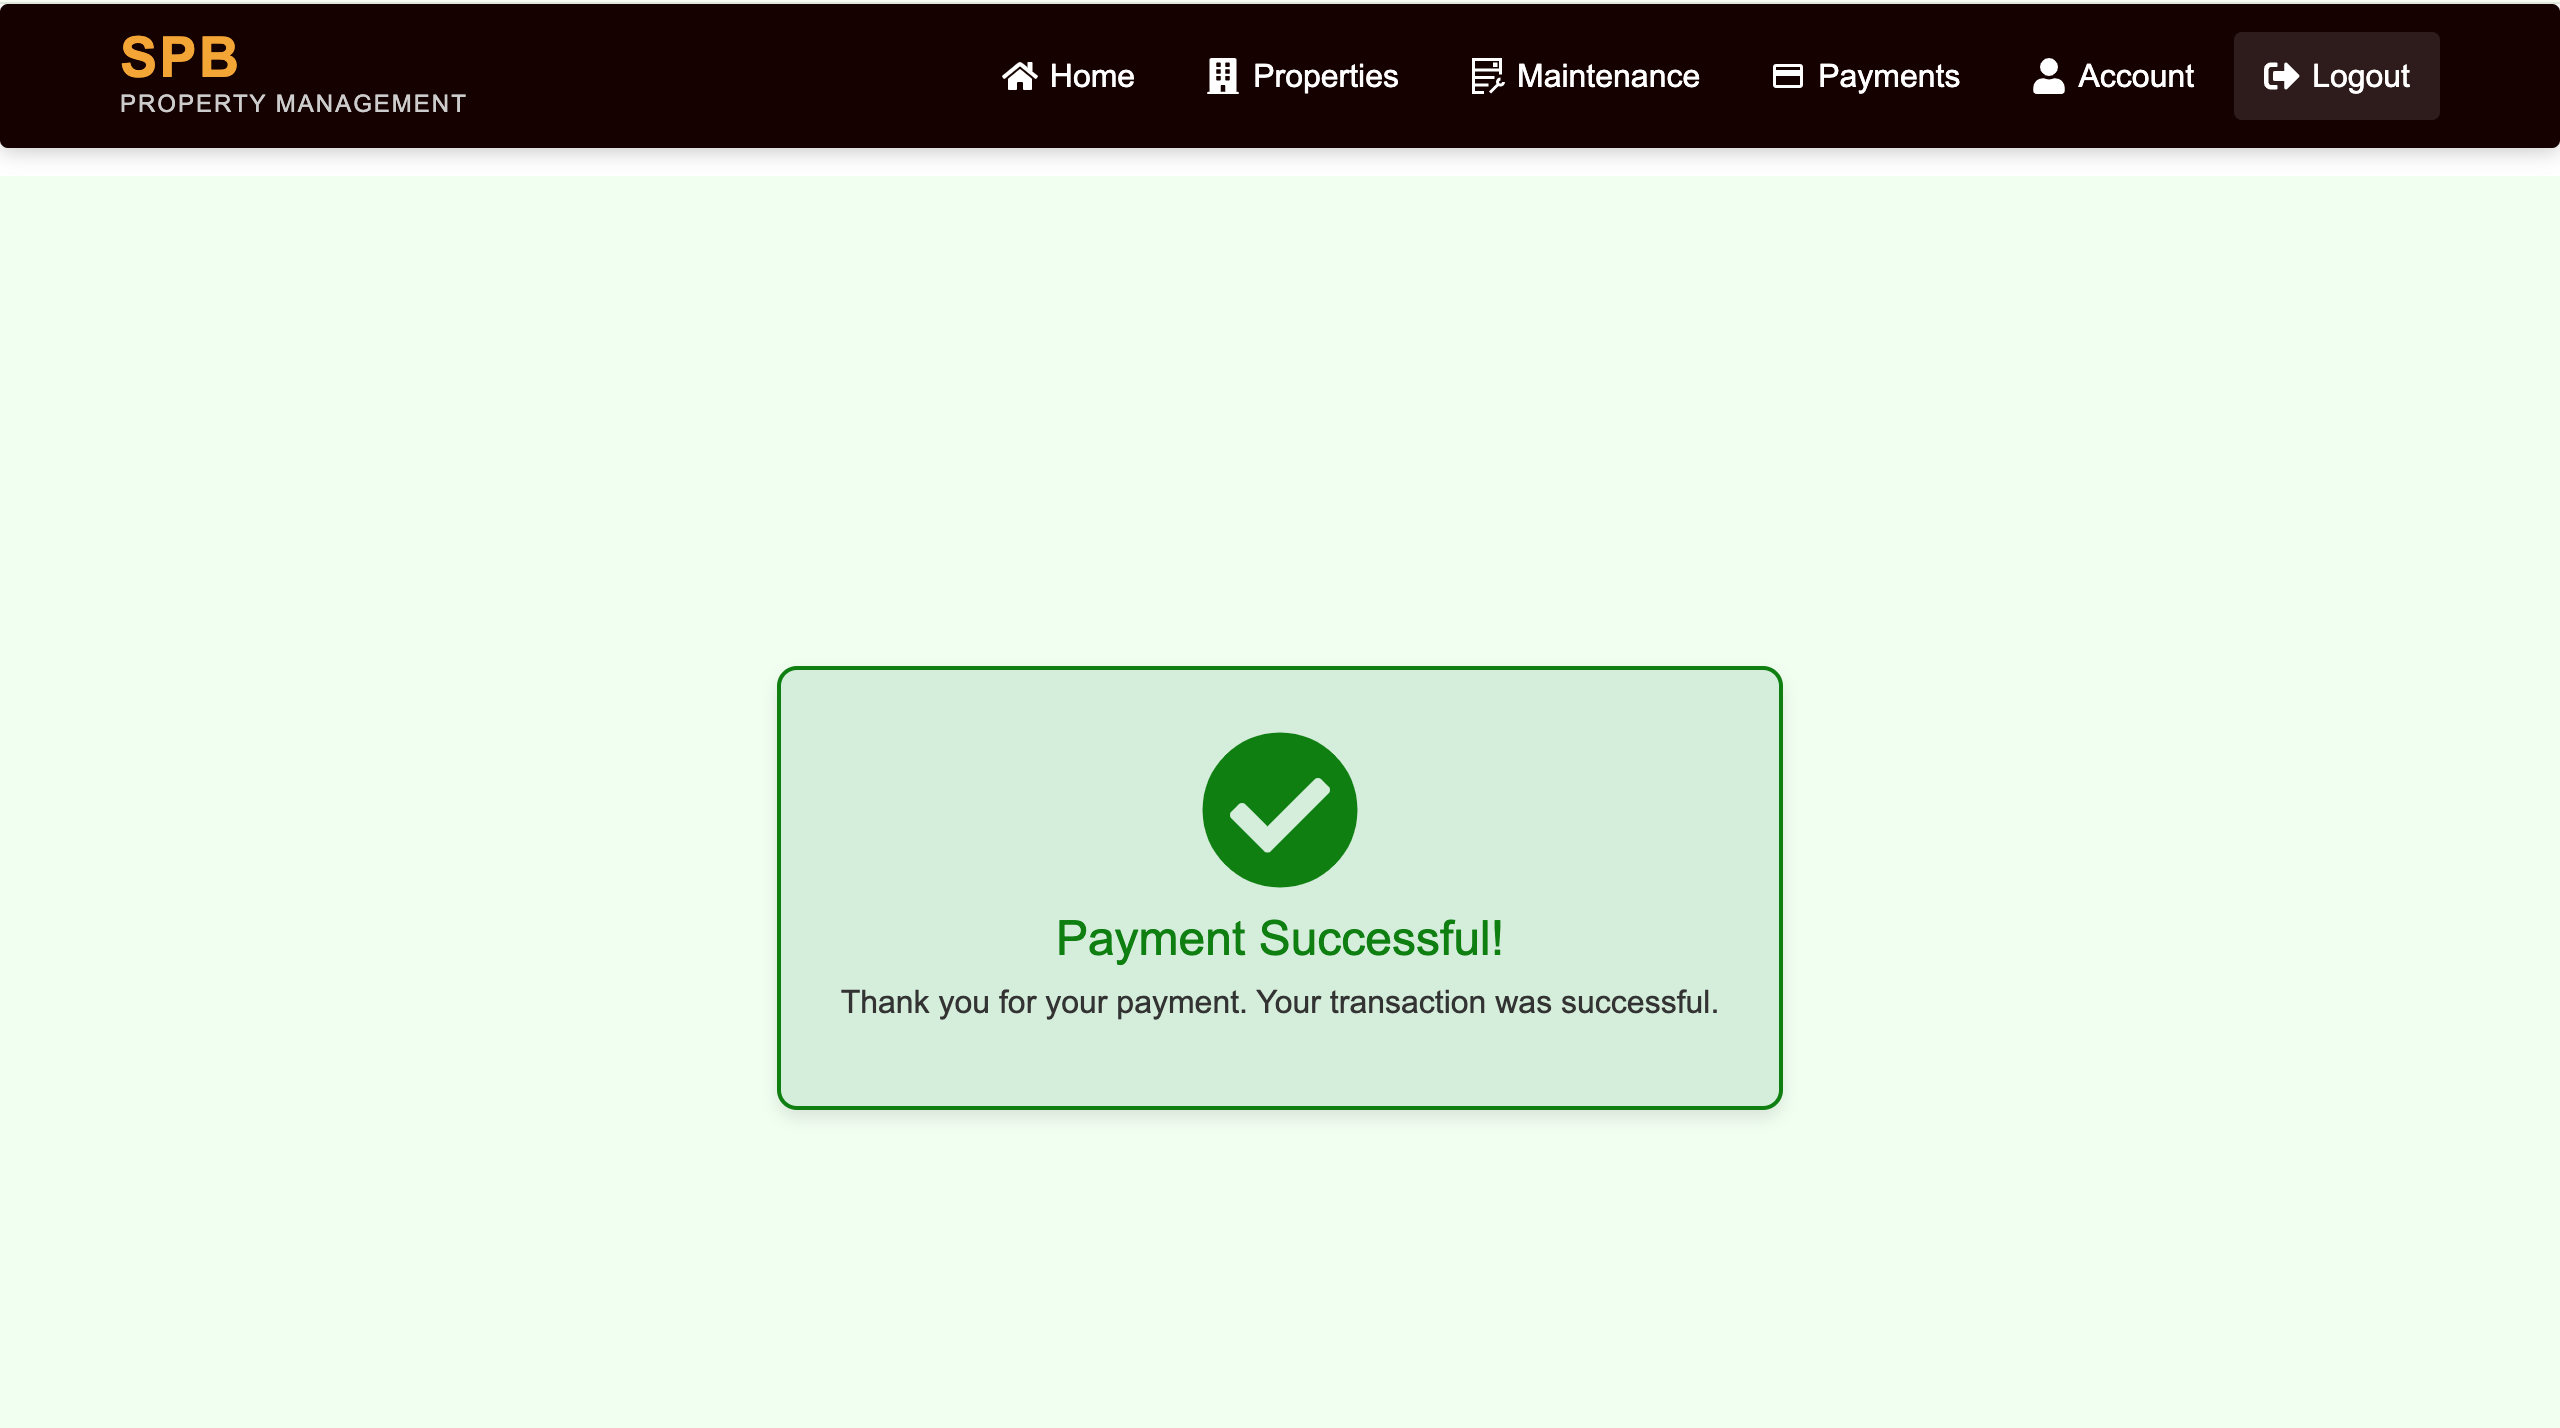 SPB
PROPERTY MANAGEMENT
Home
Properties
Maintenance
Payments
Account
Logout
Payment Successful!
Thank you for your payment. Your transaction was successful.